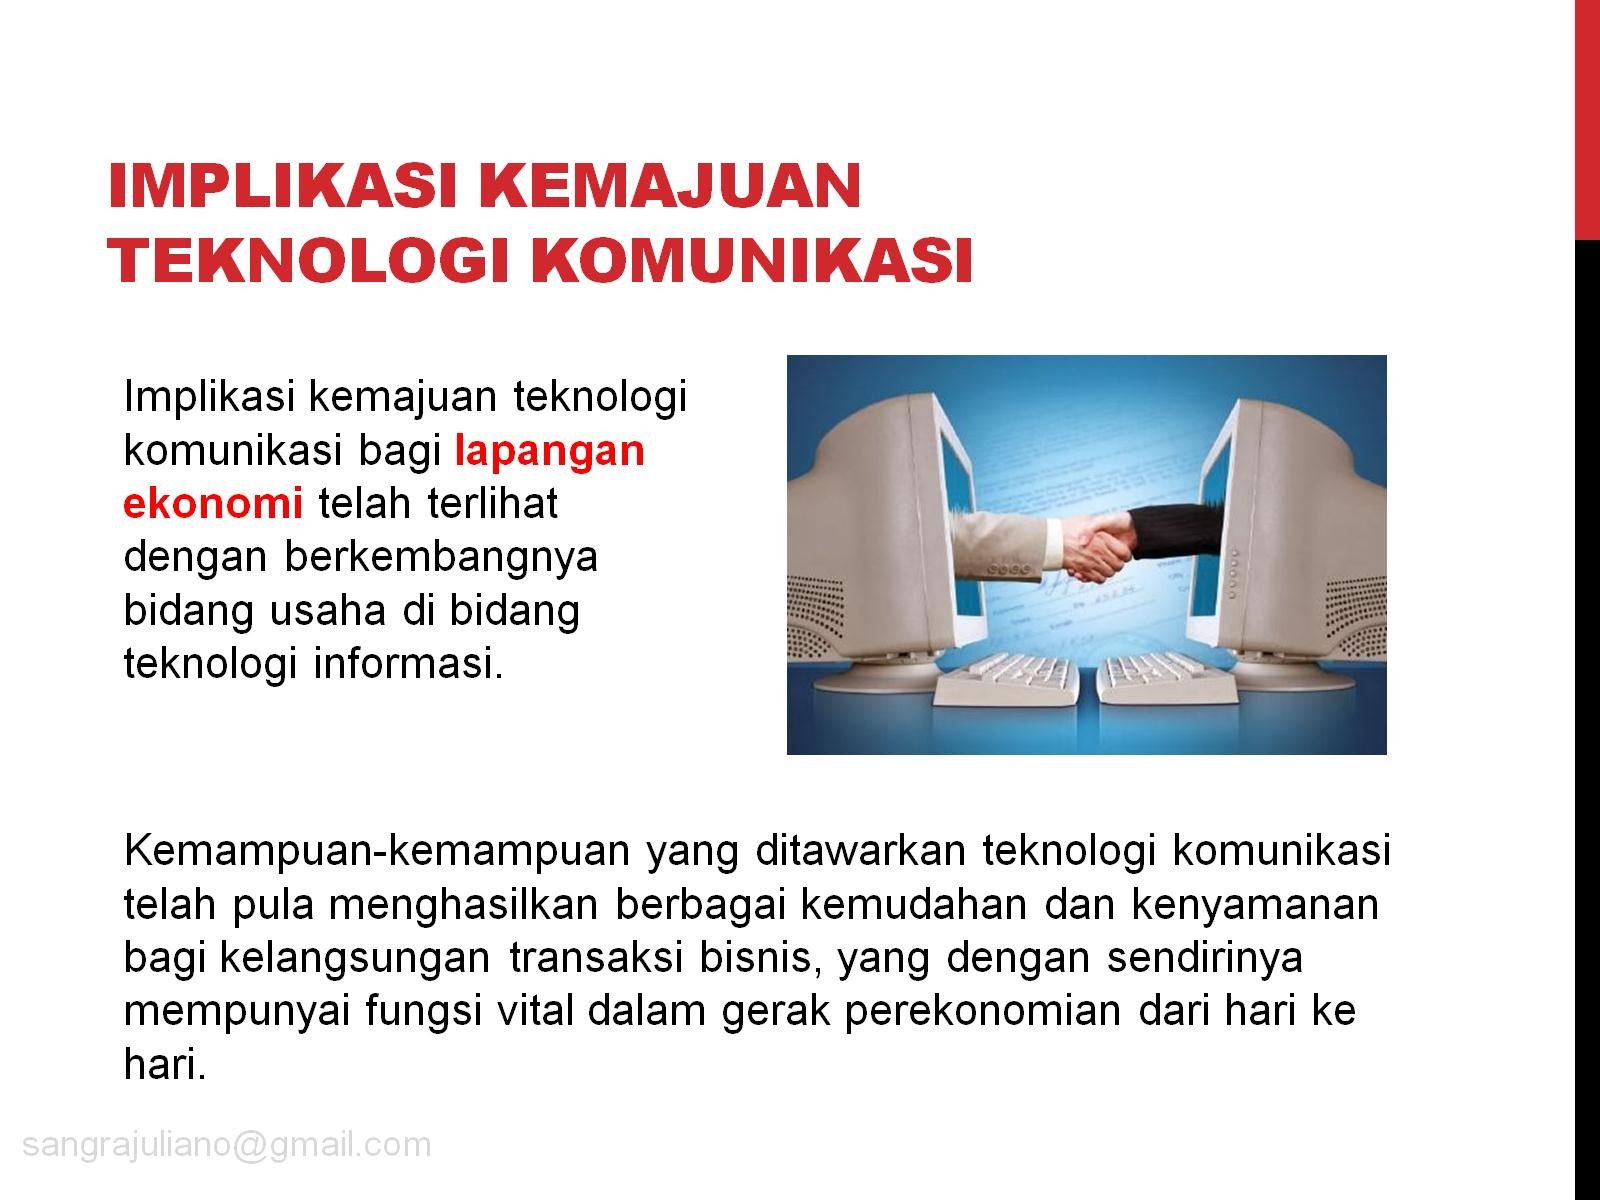 IMPLIKASI KEMAJUAN
TEKNOLOGI KOMUNIKASI
Implikasi kemajuan teknologi
komunikasi bagi lapangan
ekonomi telah terlihat
dengan berkembangnya
bidang usaha di bidang
teknologi informasi.
Kemampuan-kemampuan yang ditawarkan teknologi komunikasi
telah pula menghasilkan berbagai kemudahan dan kenyamanan
bagi kelangsungan transaksi bisnis, yang dengan sendirinya
mempunyai fungsi vital dalam gerak perekonomian dari hari ke
hari.
sangrajuliano@gmail.com